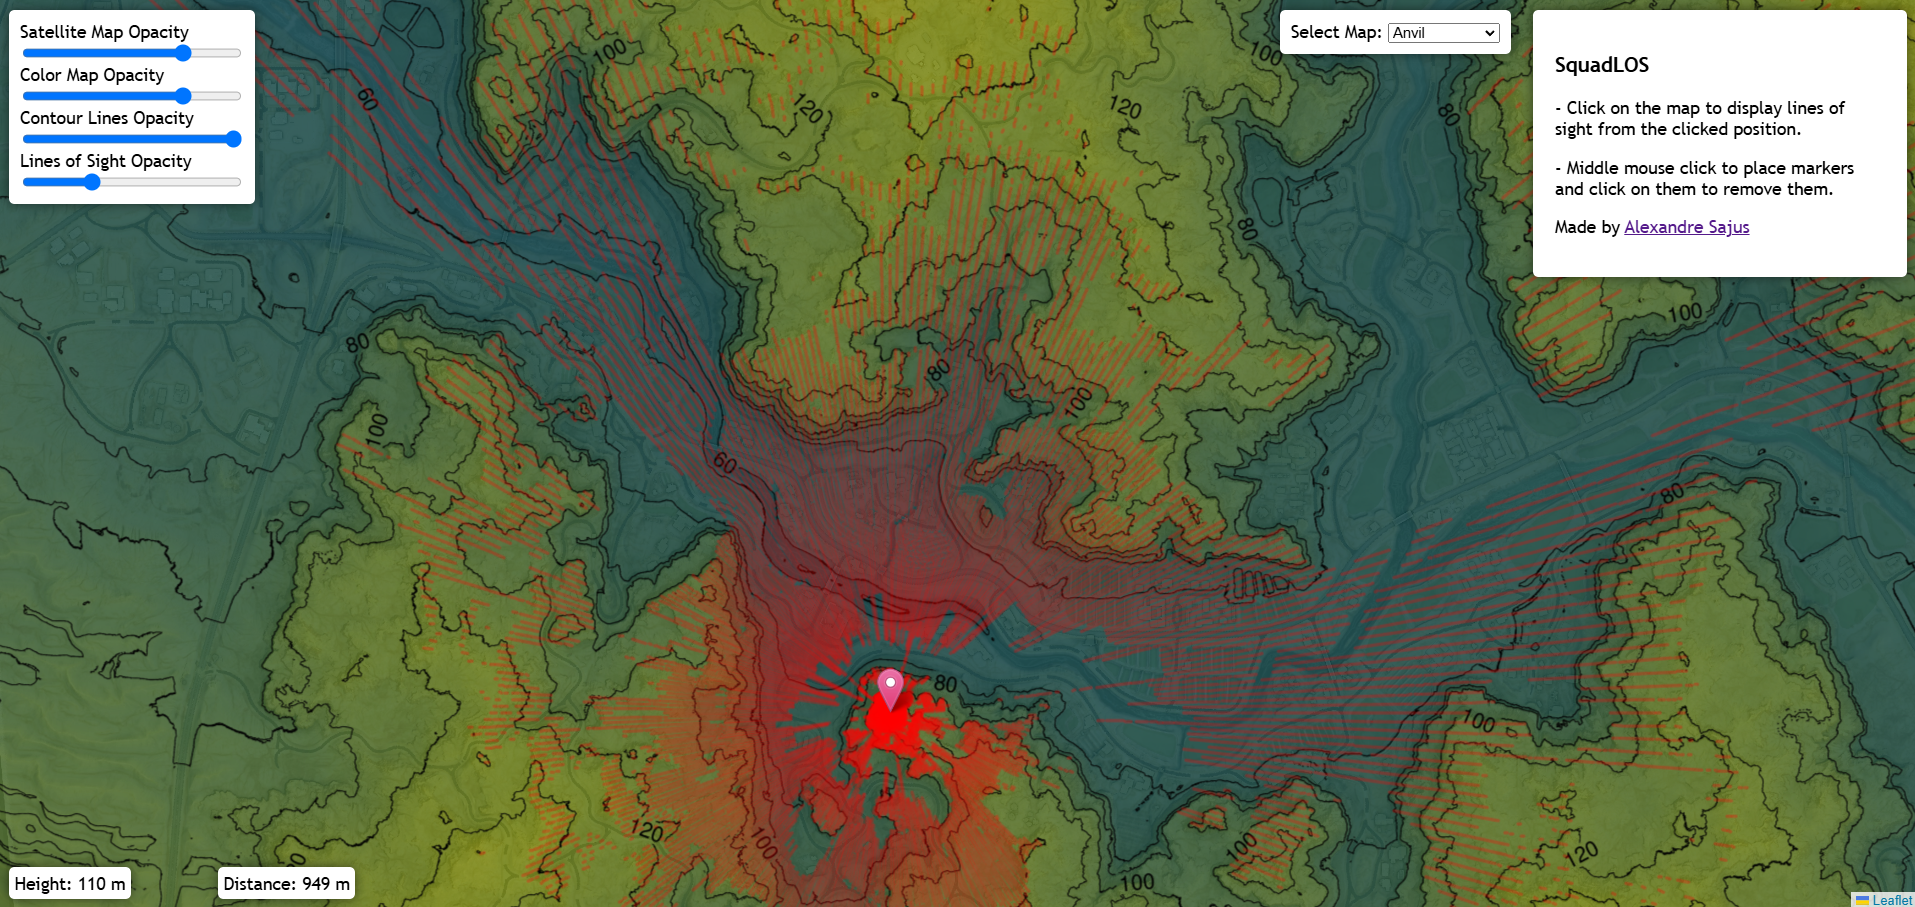 Satellite Map Opacity
Color Map Opacity
Contour Lines Opacity
Lines of Sight Opacity
Select Map: Anvil
SquadLOS
- Click on the map to display lines of
sight from the clicked position.
- Middle mouse click to place markers
and click on them to remove them.
Made by Alexandre Sajus
100
60
120
120
100
80
80
100
80
80
100
100
60
80
80
100
120
100
100
120
100
Height: 110 m
Distance: 949 m
Leaflet